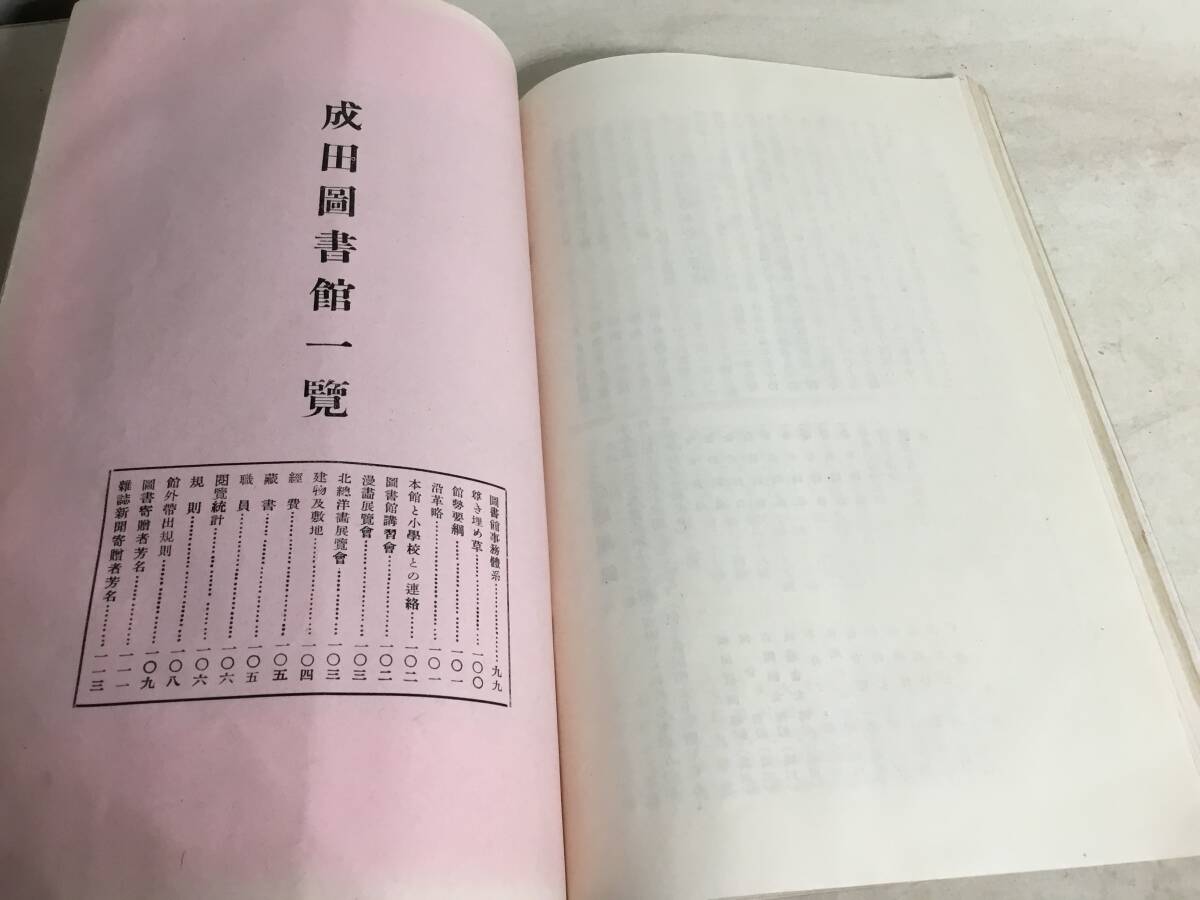 成田圖書館一覽
圖書館事務體系………………九九
尊き埋め草………………一〇〇
館勢要綱………………一〇一
沿革略………………一〇一
本館と小學校との連絡………………一〇二
圖書館講習會………………一〇二
漫畫展覽會………………一〇三
北總洋畫展覽會………………一〇三
建物及敷地………………一〇四
經費………………一〇五
藏書………………一〇五
職員………………一〇五
閱覽統計………………一〇六
規則………………一〇六
館外帶出規則………………一〇八
圖書寄贈者芳名………………一〇九
雜誌新聞寄贈者芳名………………一一三